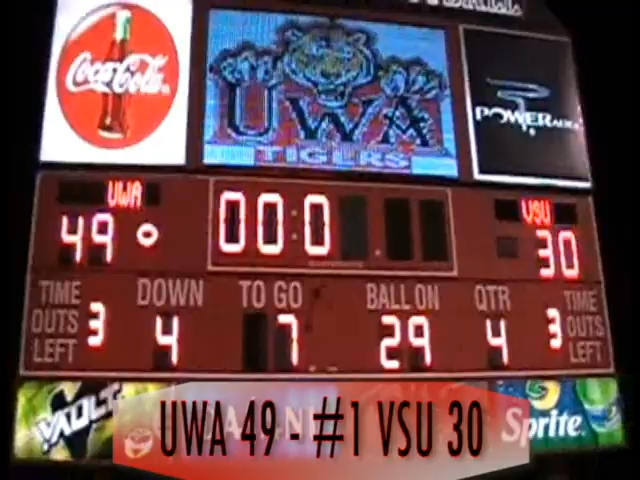 Coca-Cola
UWA
TIGERS
POWERADE
UWA
VSU
49
00:0
30
TIME OUTS LEFT 3
DOWN 4
TO GO 7
BALL ON 29
QTR 4
3 TIME OUTS LEFT
VAULT
Sprite
UWA 49 - #1 VSU 30